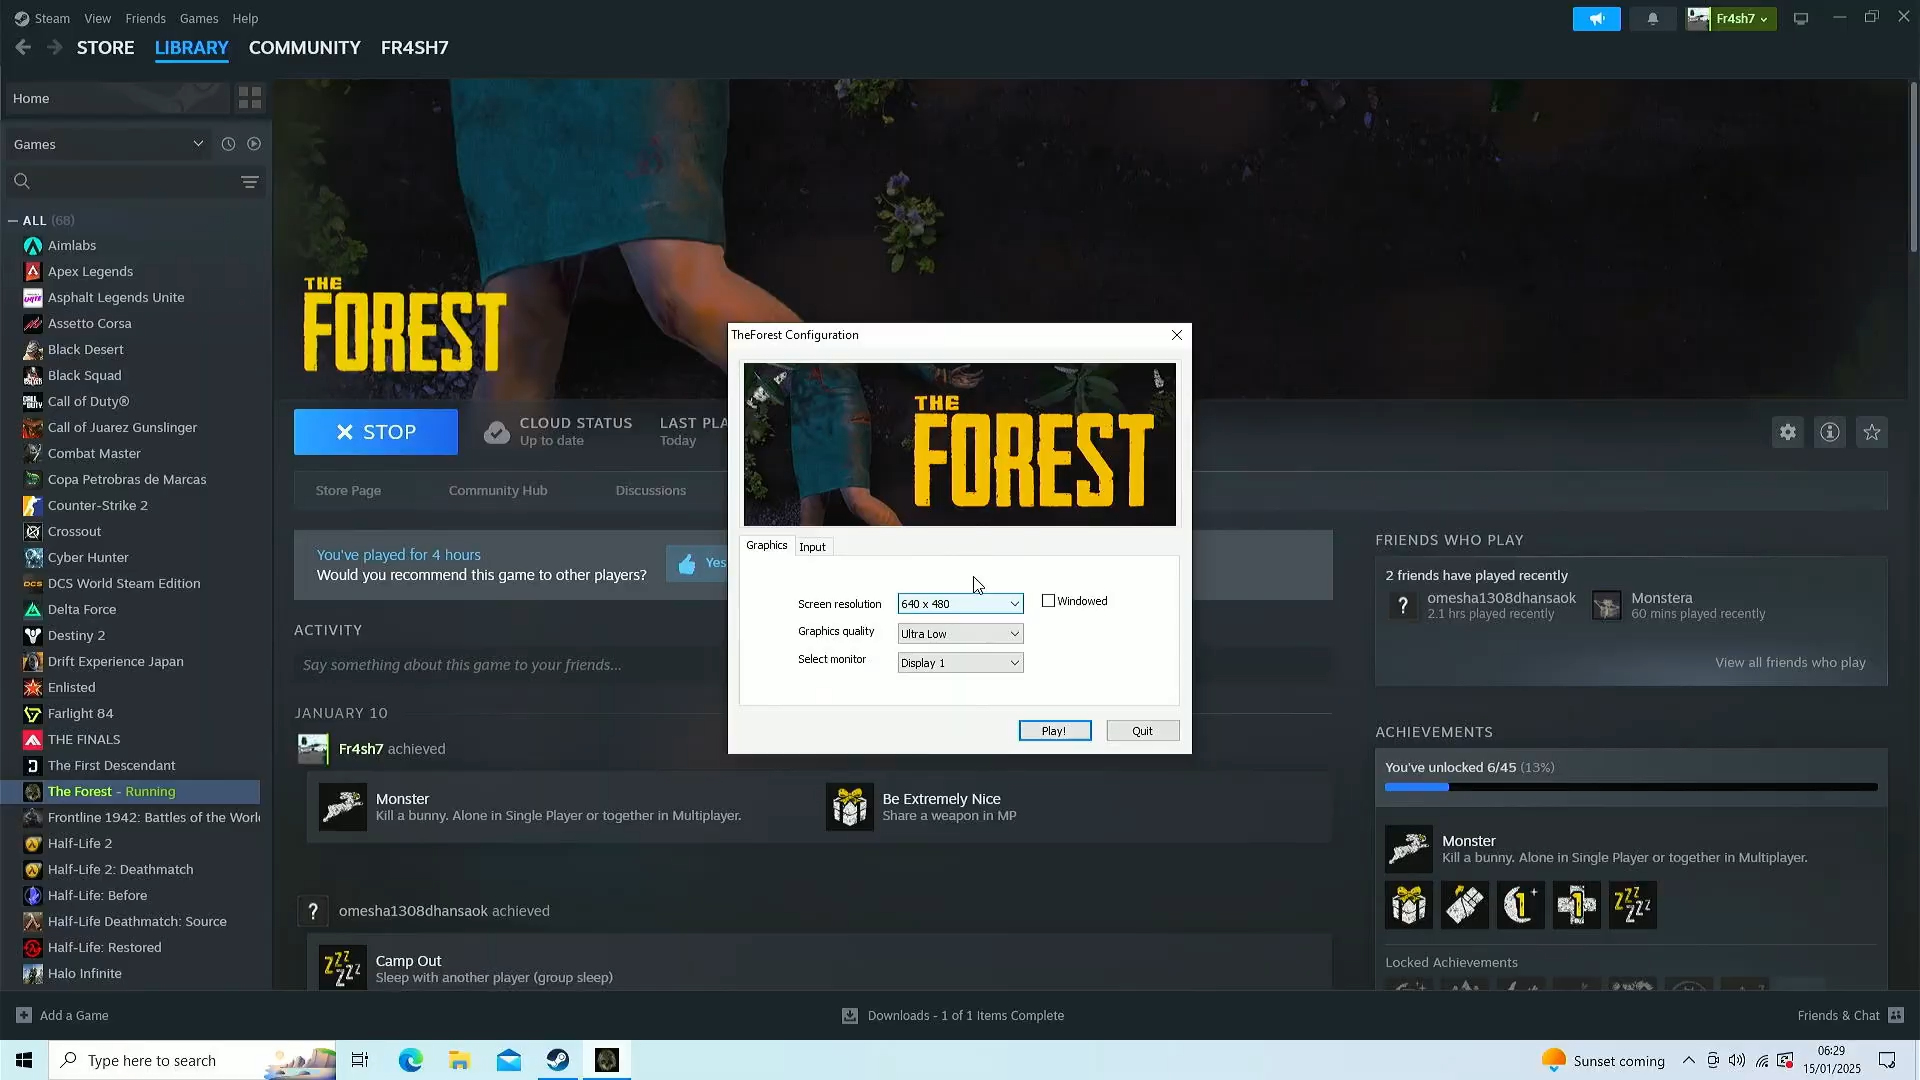 Steam View Friends Games Help
Fr4sh7
STORE LIBRARY COMMUNITY FR4SH7
Home
Games
ALL (68)
Aimlabs
Apex Legends
Asphalt Legends Unite
Assetto Corsa
Black Desert
Black Squad
Call of Duty®
Call of Juarez Gunslinger
Combat Master
Copa Petrobras de Marcas
Counter-Strike 2
Crossout
Cyber Hunter
DCS World Steam Edition
Delta Force
Destiny 2
Drift Experience Japan
Enlisted
Farlight 84
THE FINALS
The First Descendant
The Forest - Running
Frontline 1942: Battles of the World
Half-Life 2
Half-Life 2: Deathmatch
Half-Life: Before
Half-Life Deathmatch: Source
Half-Life: Restored
Halo Infinite
THE
FOREST
STOP
CLOUD STATUS
Up to date
LAST PLA
Today
Store Page Community Hub Discussions
You've played for 4 hours
Would you recommend this game to other players?
Yes
ACTIVITY
Say something about this game to your friends...
JANUARY 10
Fr4sh7 achieved
Monster
Kill a bunny. Alone in Single Player or together in Multiplayer.
Be Extremely Nice
Share a weapon in MP
omesha1308dhansaok achieved
Camp Out
Sleep with another player (group sleep)
TheForest Configuration
THE
FOREST
Graphics Input
Screen resolution 640 x 480 Windowed
Graphics quality Ultra Low
Select monitor Display 1
Play! Quit
FRIENDS WHO PLAY
2 friends have played recently
omesha1308dhansaok
2.1 hrs played recently
Monstera
60 mins played recently
View all friends who play
ACHIEVEMENTS
You've unlocked 6/45 (13%)
Monster
Kill a bunny. Alone in Single Player or together in Multiplayer.
Locked Achievements
Add a Game
Downloads - 1 of 1 Items Complete
Friends & Chat
Type here to search
Sunset coming
06:29
15/01/2025